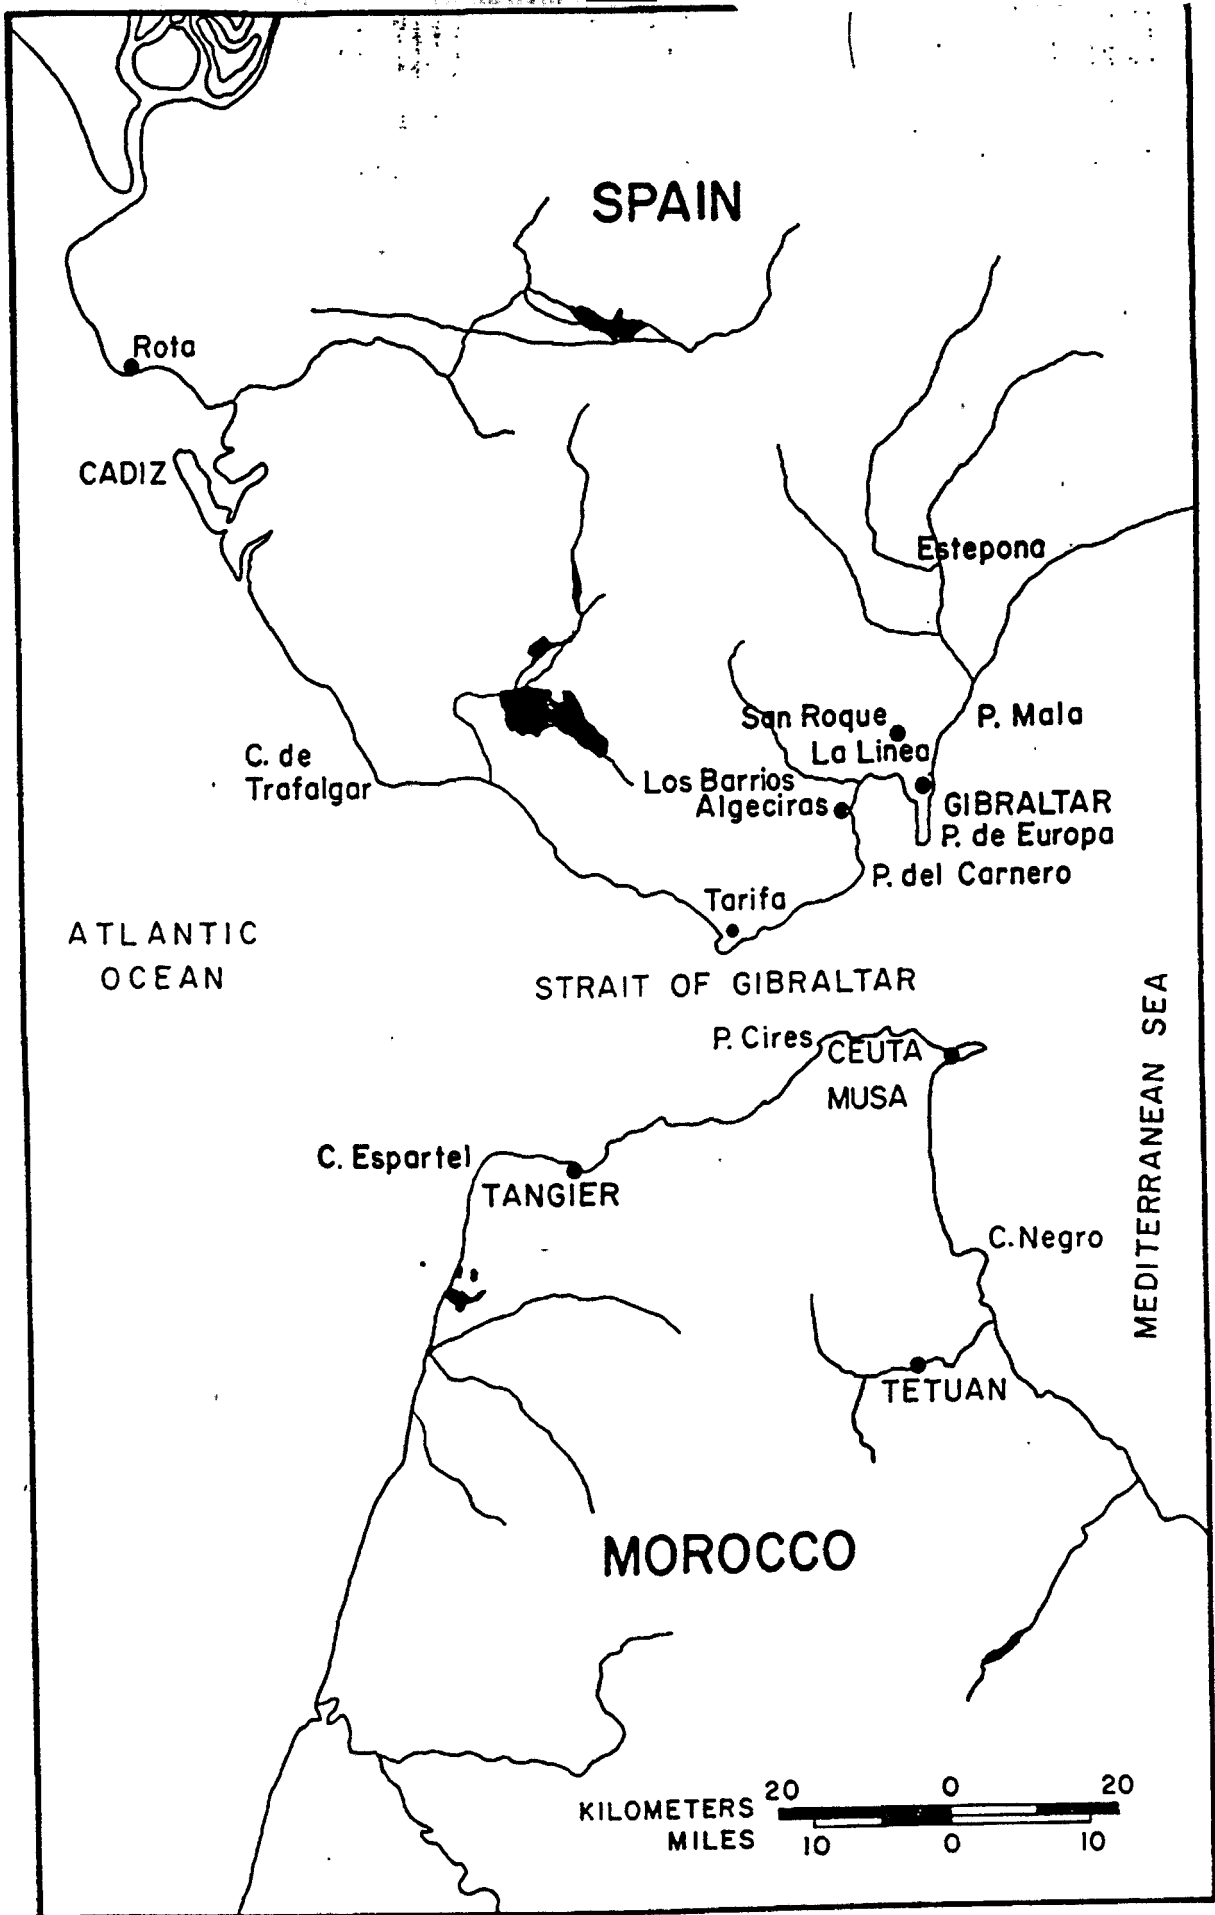 SPAIN
Rota
CADIZ
Estepona
San Roque
P. Mala
La Linea
C. de
Trafalgar
Los Barrios
Algeciras
GIBRALTAR
P. de Europa
P. del Carnero
Tarifa
ATLANTIC
OCEAN
STRAIT OF GIBRALTAR
MEDITERRANEAN SEA
P. Cires
CEUTA
MUSA
C. Espartel
TANGIER
C. Negro
TETUAN
MOROCCO
20 0 20
KILOMETERS
MILES
10 0 10